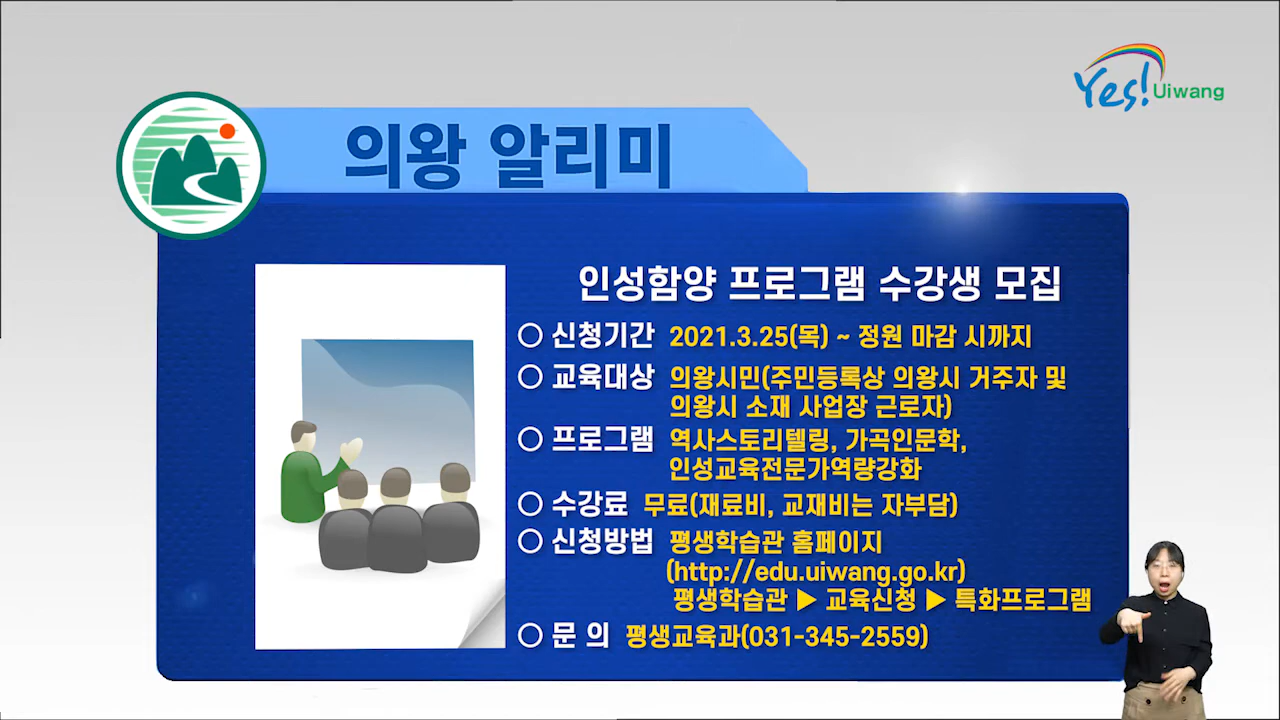 Yes! Uiwang
의왕 알리미
인성함양 프로그램 수강생 모집
○ 신청기간 2021.3.25(목) ~ 정원 마감 시까지
○ 교육대상 의왕시민(주민등록상 의왕시 거주자 및
의왕시 소재 사업장 근로자)
○ 프로그램 역사스토리텔링, 가곡인문학,
인성교육전문가역량강화
○ 수강료 무료(재료비, 교재비는 자부담)
○ 신청방법 평생학습관 홈페이지
(http://edu.uiwang.go.kr)
평생학습관 ▶ 교육신청 ▶ 특화프로그램
○ 문 의 평생교육과(031-345-2559)